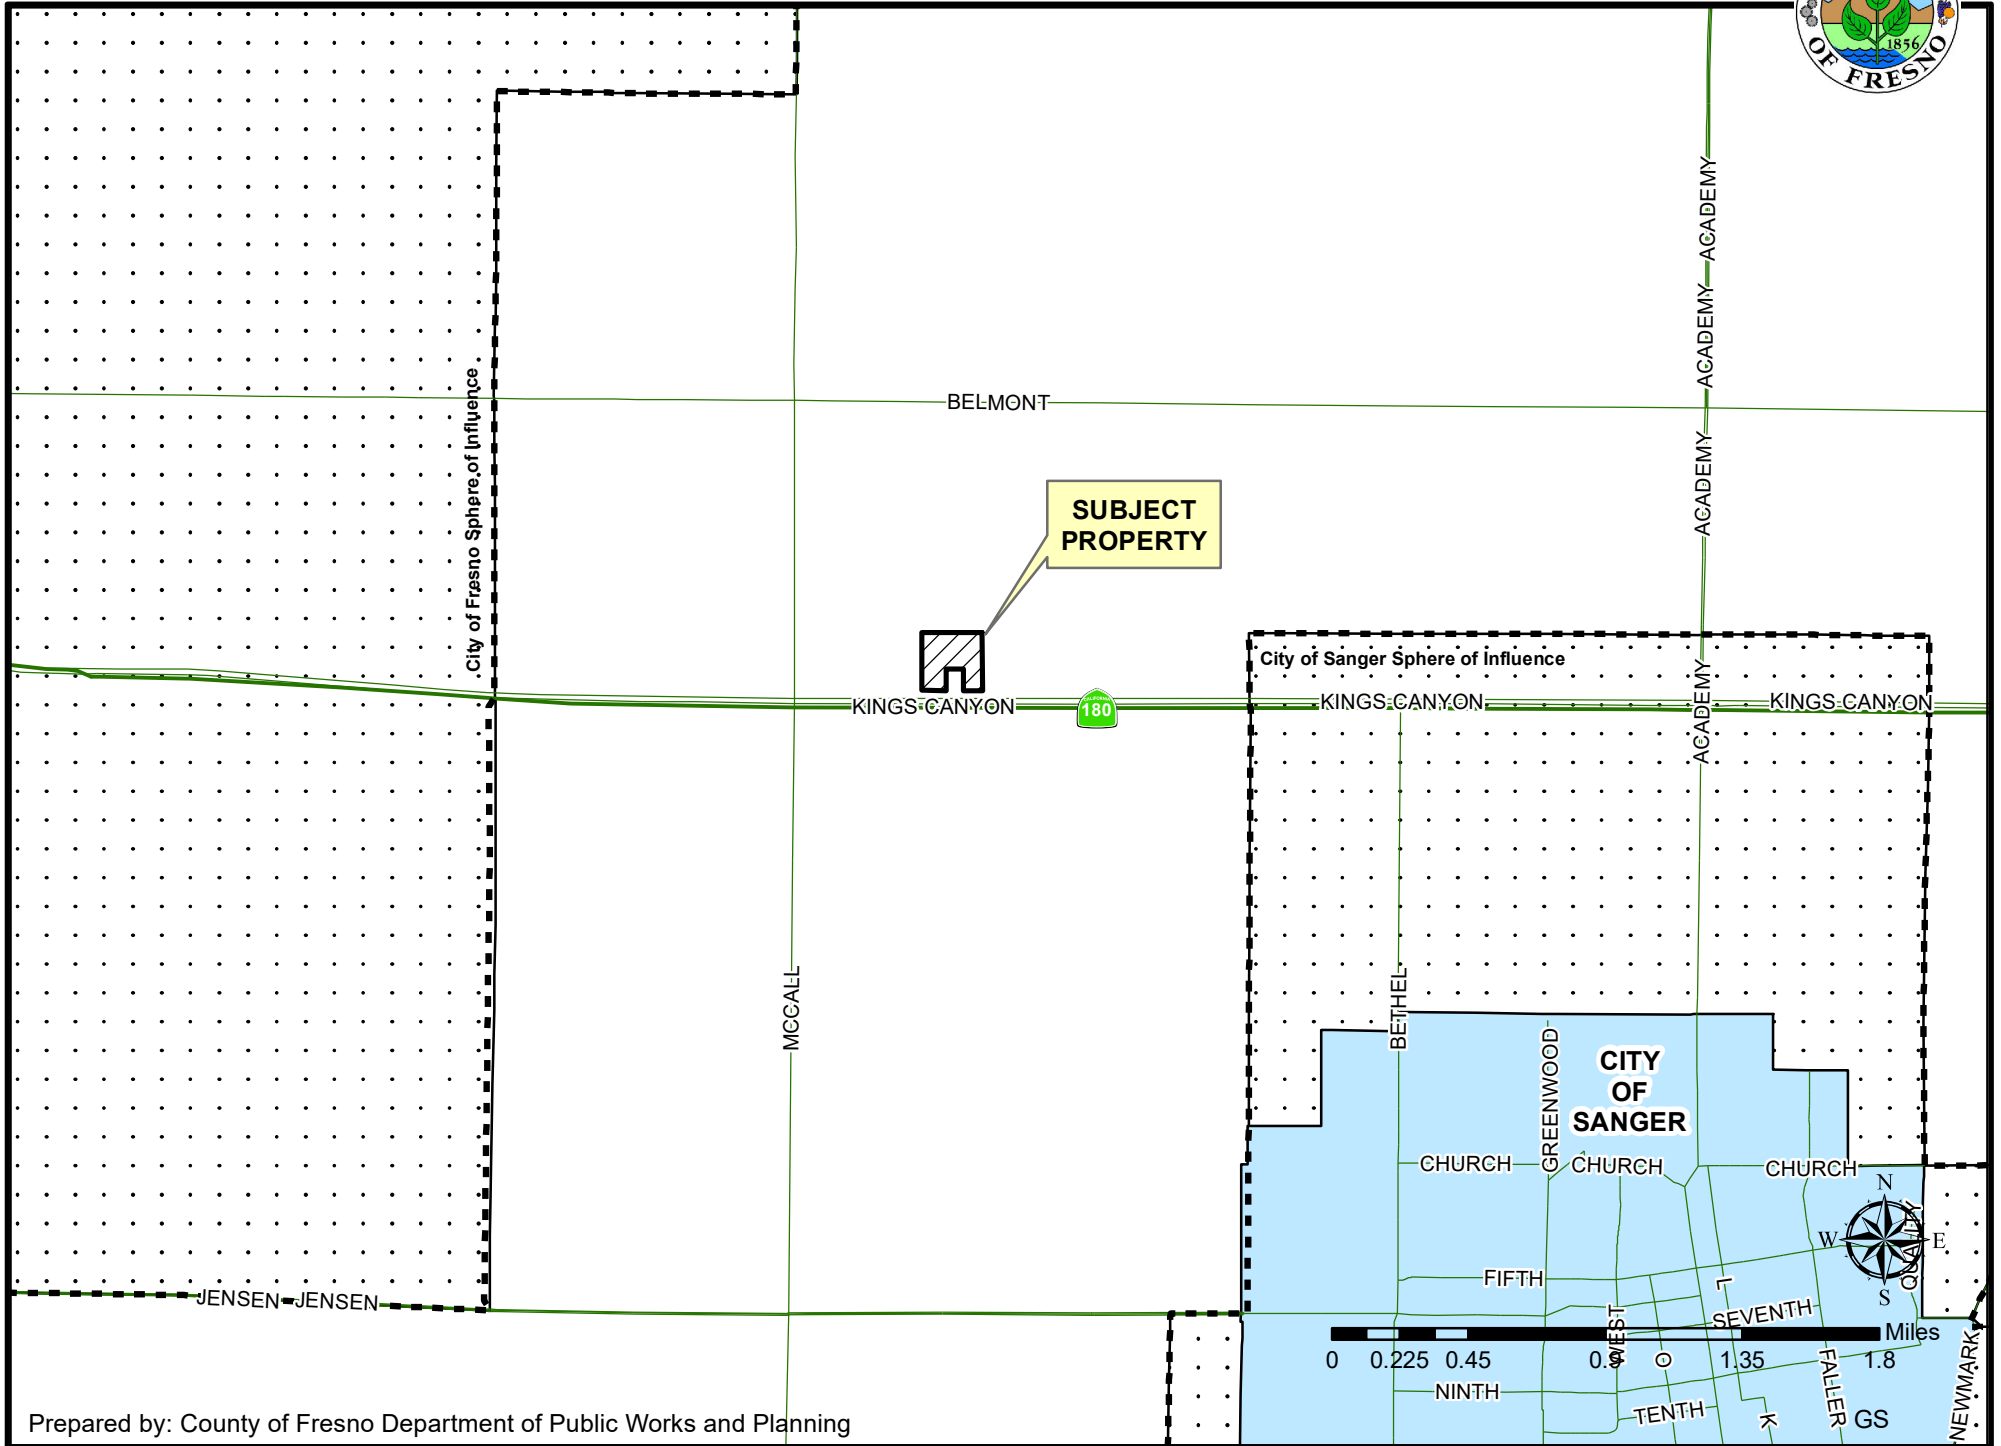 1856
OF FRESNO
ACADEMY
ACADEMY
City of Fresno Sphere of Influence
BELMONT
ACADEMY
SUBJECT
PROPERTY
City of Sanger Sphere of Influence
KINGS CANYON
180
KINGS CANYON
ACADEMY
KINGS CANYON
MCCALL
BETHEL
GREENWOOD
CITY
OF
SANGER
CHURCH
CHURCH
CHURCH
N
W
E
S
QUALITY
FIFTH
L
SEVENTH
JENSEN
JENSEN
WEST
Miles
0
0.225
0.45
0.9
1.35
1.8
O
FALLER
NEWMARK
NINTH
TENTH
K
GS
Prepared by: County of Fresno Department of Public Works and Planning